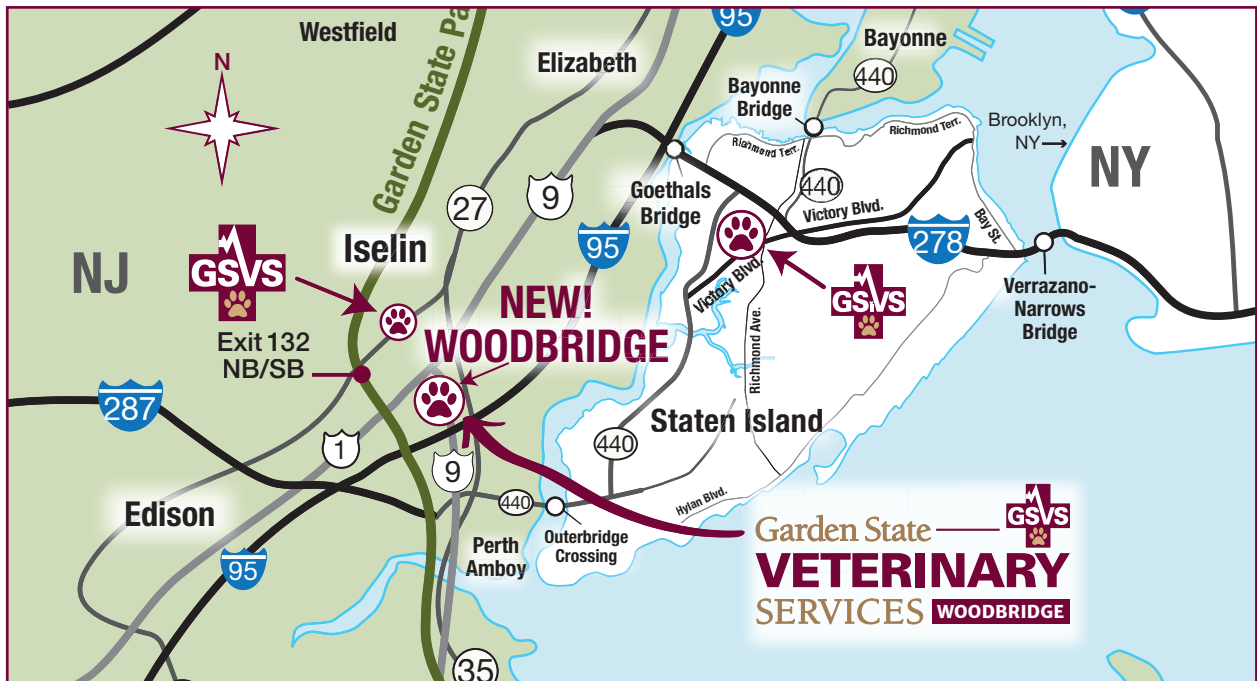 Westfield
Garden State Pa
95
Elizabeth
Bayonne
440
Bayonne
Bridge
N
Richmond Terr.
Richmond Terr.
Brooklyn,
NY
NY
27
9
Goethals
Bridge
440
Victory Blvd.
Bay St.
278
95
Iselin
GSVS
NJ
Victory Blvd.
GSiVS
Verrazano-
Narrows
Bridge
NEW!
WOODBRIDGE
Exit 132
NB/SB
Richmond Ave.
287
Staten Island
440
1
9
Edison
440
Hylan Blvd.
Outerbridge
Crossing
Perth
Amboy
95
35
GSVS
Garden State
VETERINARY
SERVICES WOODBRIDGE